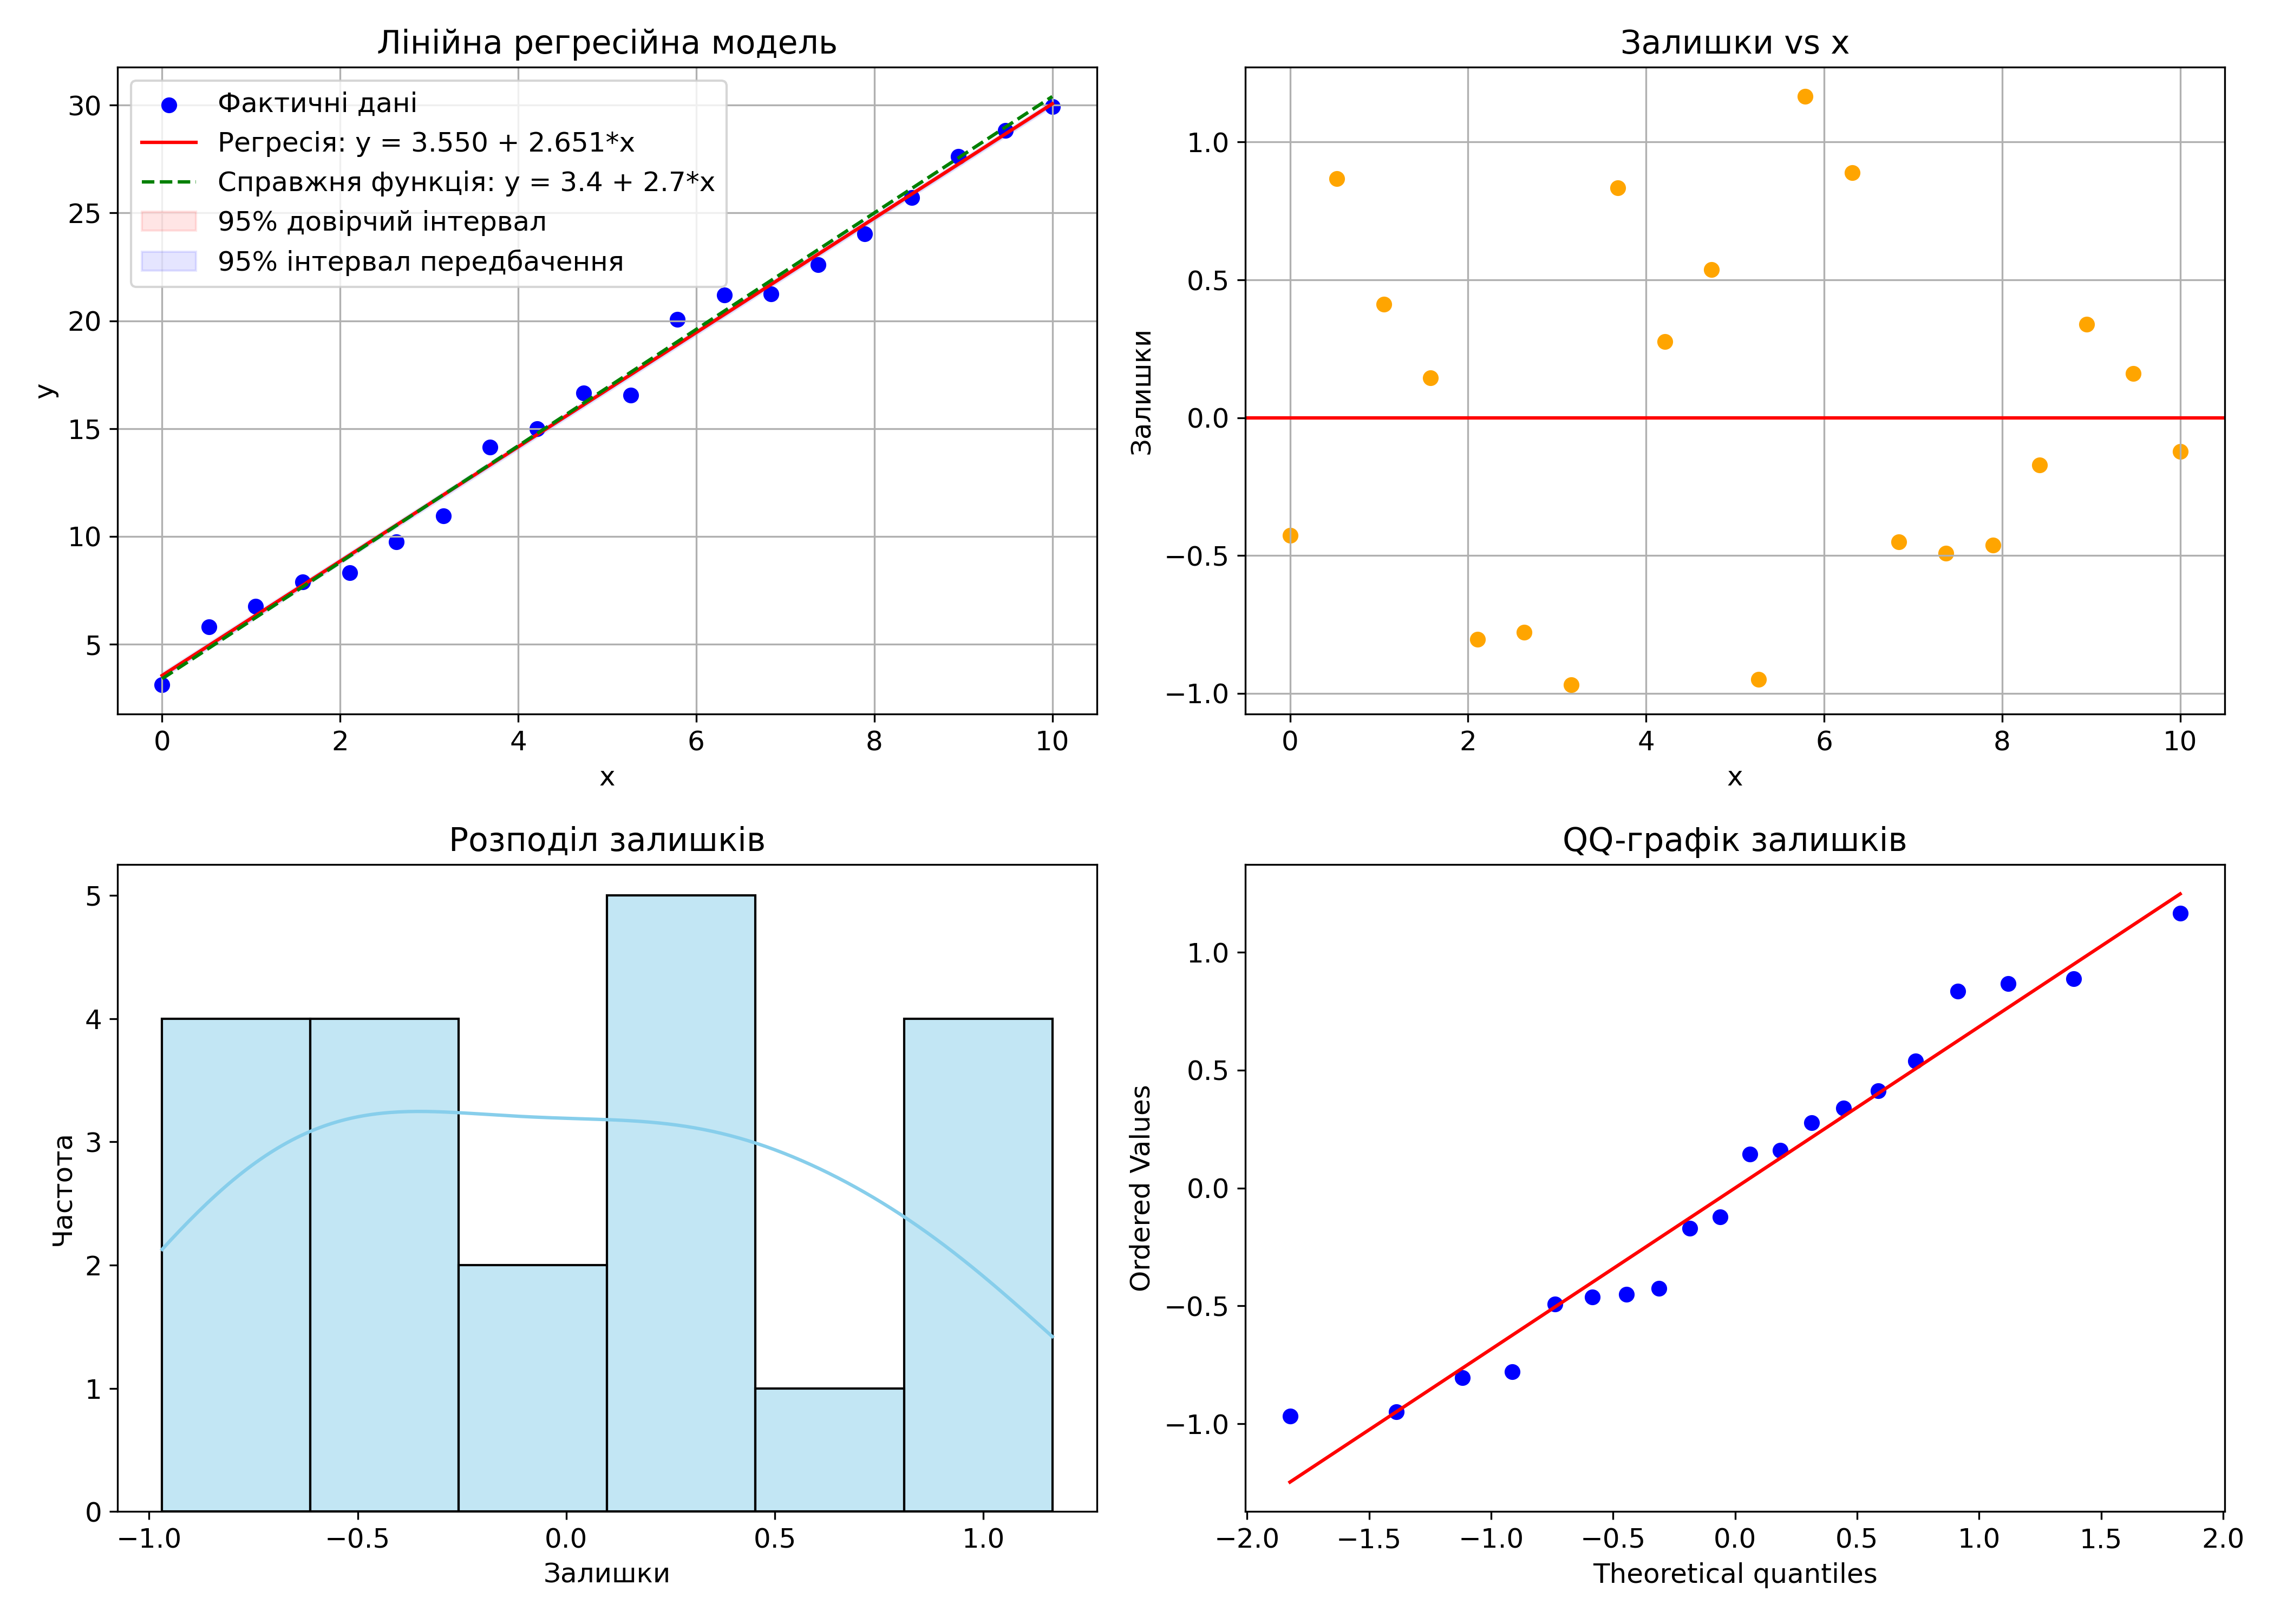 Лінійна регресійна модель
Фактичні дані
Регресія: y = 3.550 + 2.651*x
Справжня функція: y = 3.4 + 2.7*x
95% довірчий інтервал
95% інтервал передбачення
30
25
20
15
10
5
y
0 2 4 6 8 10
x
Залишки vs x
1.0
0.5
0.0
−0.5
−1.0
Залишки
0 2 4 6 8 10
x
Розподіл залишків
5
4
3
2
1
0
Частота
−1.0 −0.5 0.0 0.5 1.0
Залишки
QQ-графік залишків
1.0
0.5
0.0
−0.5
−1.0
Ordered Values
−2.0 −1.5 −1.0 −0.5 0.0 0.5 1.0 1.5 2.0
Theoretical quantiles